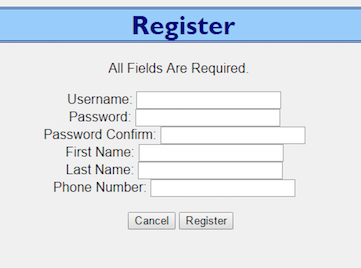 Register
All Fields Are Required.
Username:
Password:
Password Confirm:
First Name:
Last Name:
Phone Number:
Cancel Register